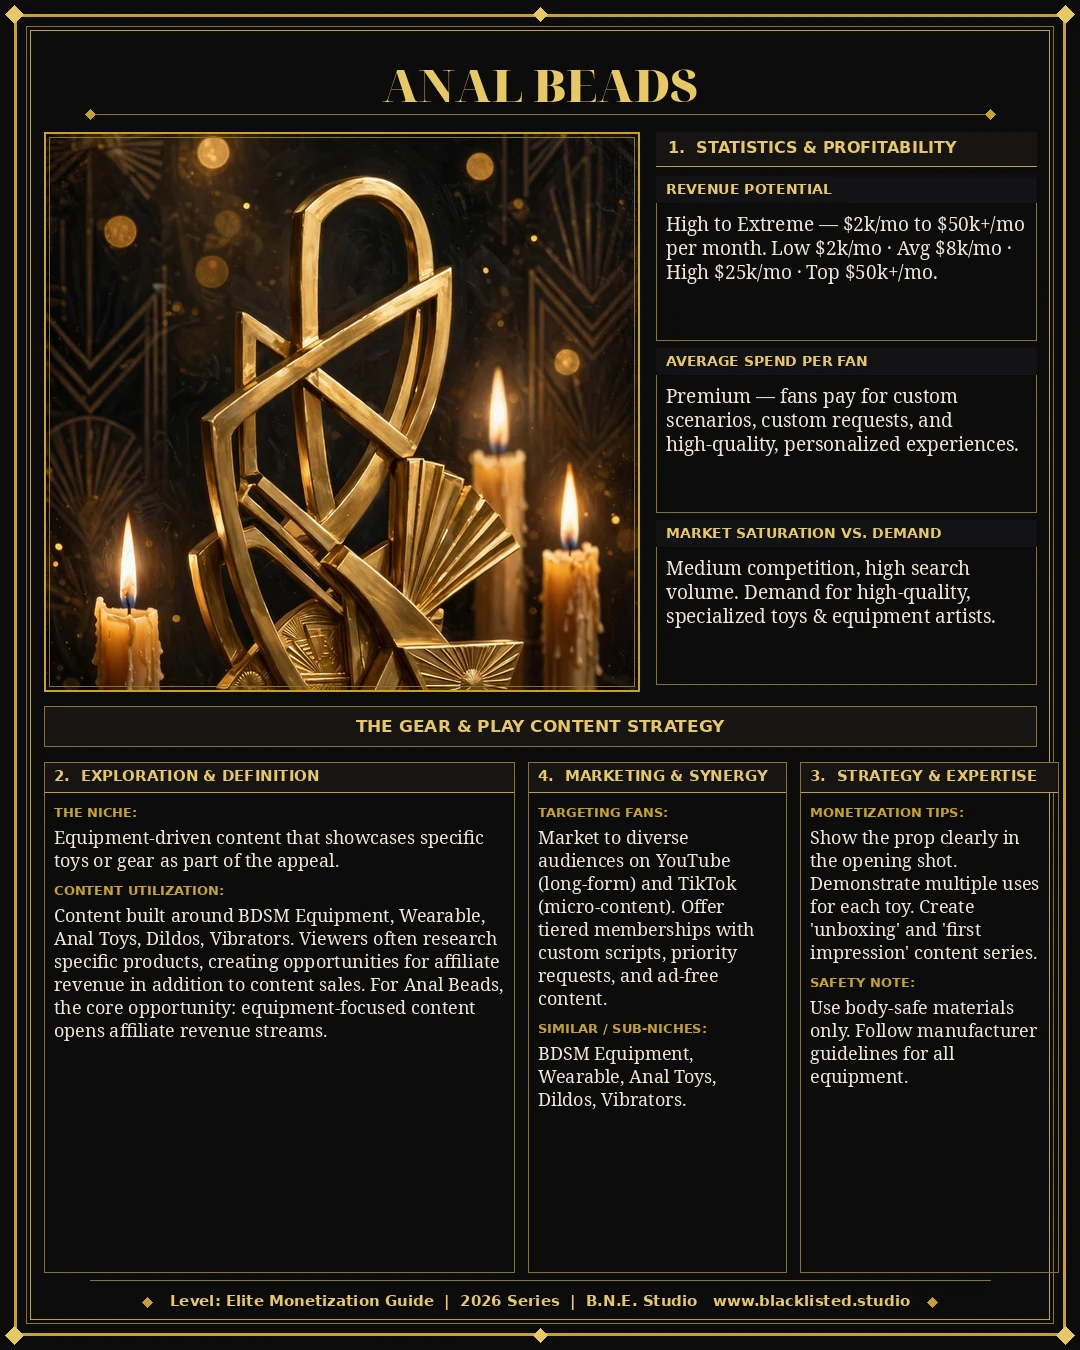 ANAL BEADS
1. STATISTICS & PROFITABILITY
REVENUE POTENTIAL
High to Extreme — $2k/mo to $50k+/mo
per month. Low $2k/mo · Avg $8k/mo ·
High $25k/mo · Top $50k+/mo.
AVERAGE SPEND PER FAN
Premium — fans pay for custom
scenarios, custom requests, and
high-quality, personalized experiences.
MARKET SATURATION VS. DEMAND
Medium competition, high search
volume. Demand for high-quality,
specialized toys & equipment artists.
THE GEAR & PLAY CONTENT STRATEGY
2. EXPLORATION & DEFINITION
THE NICHE:
Equipment-driven content that showcases specific
toys or gear as part of the appeal.
CONTENT UTILIZATION:
Content built around BDSM Equipment, Wearable,
Anal Toys, Dildos, Vibrators. Viewers often research
specific products, creating opportunities for affiliate
revenue in addition to content sales. For Anal Beads,
the core opportunity: equipment-focused content
opens affiliate revenue streams.
4. MARKETING & SYNERGY
TARGETING FANS:
Market to diverse
audiences on YouTube
(long-form) and TikTok
(micro-content). Offer
tiered memberships with
custom scripts, priority
requests, and ad-free
content.
SIMILAR / SUB-NICHES:
BDSM Equipment,
Wearable, Anal Toys,
Dildos, Vibrators.
3. STRATEGY & EXPERTISE
MONETIZATION TIPS:
Show the prop clearly in
the opening shot.
Demonstrate multiple uses
for each toy. Create
'unboxing' and 'first
impression' content series.
SAFETY NOTE:
Use body-safe materials
only. Follow manufacturer
guidelines for all
equipment.
Level: Elite Monetization Guide | 2026 Series | B.N.E. Studio www.blacklisted.studio